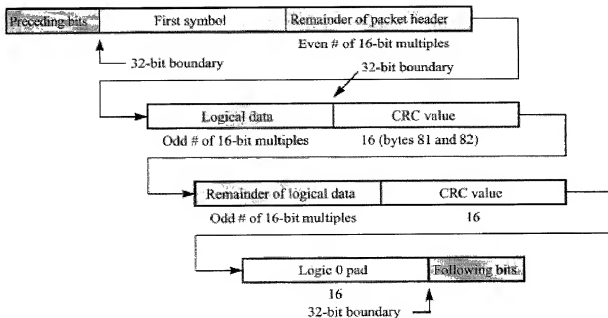 Preceding bits First symbol Remainder of packet header
Even # of 16-bit multiples
32-bit boundary
32-bit boundary
Logical data CRC value
Odd # of 16-bit multiples 16 (bytes 81 and 82)
Remainder of logical data CRC value
Odd # of 16-bit multiples 16
Logic 0 pad Following bits
16
32-bit boundary